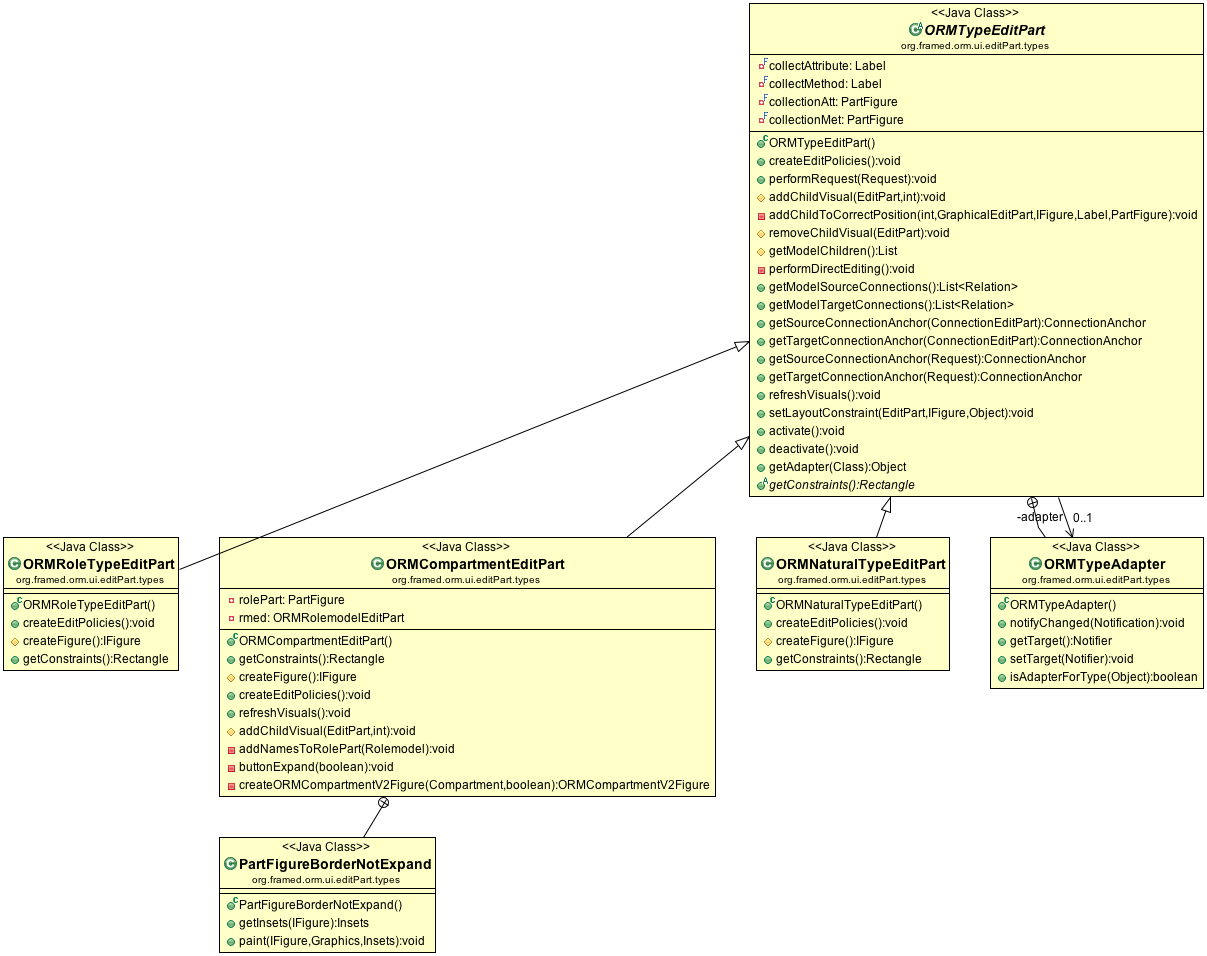 <<Java Class>>
ORMTypeEditPart
org.framed.orm.ui.editPart.types
collectAttribute: Label
collectMethod: Label
collectionAtt: PartFigure
collectionMet: PartFigure
ORMTypeEditPart()
createEditPolicies():void
performRequest(Request):void
addChildVisual(EditPart,int):void
addChildToCorrectPosition(int,GraphicalEditPart,IFigure,Label,PartFigure):void
removeChildVisual(EditPart):void
getModelChildren():List
performDirectEditing():void
getModelSourceConnections():List<Relation>
getModelTargetConnections():List<Relation>
getSourceConnectionAnchor(ConnectionEditPart):ConnectionAnchor
getTargetConnectionAnchor(ConnectionEditPart):ConnectionAnchor
getSourceConnectionAnchor(Request):ConnectionAnchor
getTargetConnectionAnchor(Request):ConnectionAnchor
refreshVisuals():void
setLayoutConstraint(EditPart,IFigure,Object):void
activate():void
deactivate():void
getAdapter(Class):Object
getConstraints():Rectangle
-adapter 0..1
<<Java Class>>
ORMRoleTypeEditPart
org.framed.orm.ui.editPart.types
ORMRoleTypeEditPart()
createEditPolicies():void
createFigure():IFigure
getConstraints():Rectangle
<<Java Class>>
ORMCompartmentEditPart
org.framed.orm.ui.editPart.types
rolePart: PartFigure
rmed: ORMRolemodelEditPart
ORMCompartmentEditPart()
getConstraints():Rectangle
createFigure():IFigure
createEditPolicies():void
refreshVisuals():void
addChildVisual(EditPart,int):void
addNamesToRolePart(Rolemodel):void
buttonExpand(boolean):void
createORMCompartmentV2Figure(Compartment,boolean):ORMCompartmentV2Figure
<<Java Class>>
ORMNaturalTypeEditPart
org.framed.orm.ui.editPart.types
ORMNaturalTypeEditPart()
createEditPolicies():void
createFigure():IFigure
getConstraints():Rectangle
<<Java Class>>
ORMTypeAdapter
org.framed.orm.ui.editPart.types
ORMTypeAdapter()
notifyChanged(Notification):void
getTarget():Notifier
setTarget(Notifier):void
isAdapterForType(Object):boolean
<<Java Class>>
PartFigureBorderNotExpand
org.framed.orm.ui.editPart.types
PartFigureBorderNotExpand()
getInsets(IFigure):Insets
paint(IFigure,Graphics,Insets):void